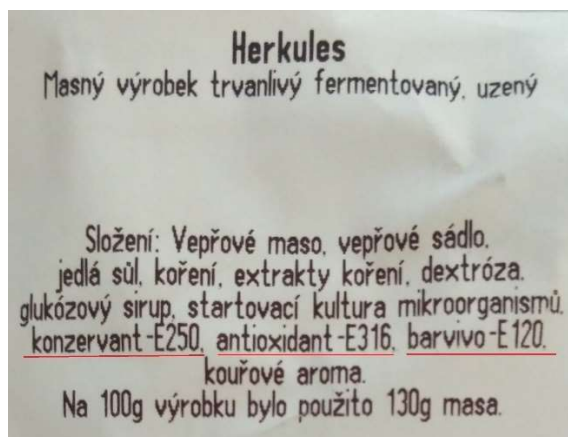 Herkules
Masný výrobek trvanlivý fermentovaný, uzený
Složení: Vepřové maso, vepřové sádlo,
jedlá sůl, koření, extrakty koření, dextróza,
glukózový sirup, startovací kultura mikroorganismů,
konzervant-E250, antioxidant-E316, barvivo-E120,
kouřové aroma.
Na 100g výrobku bylo použito 130g masa.